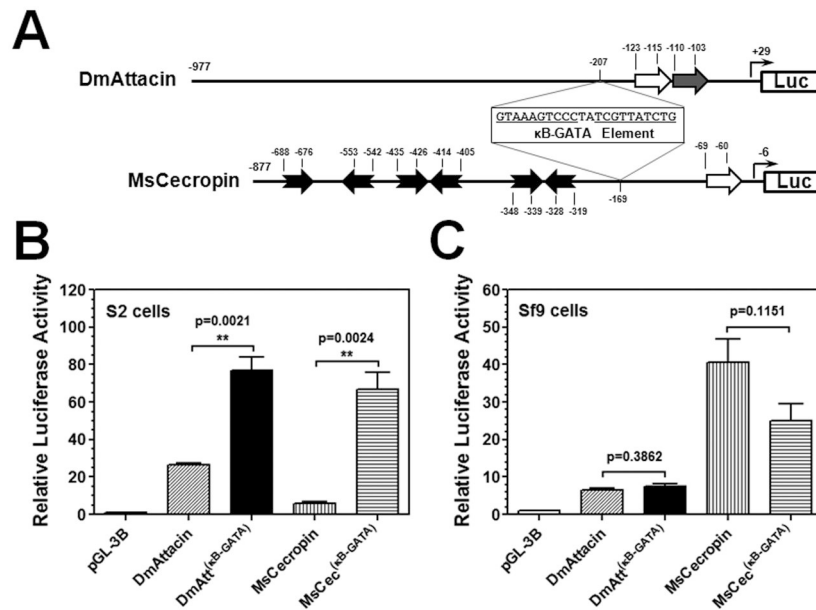 A
-977
DmAttacin
-207
-123
-115
-110
-103
+29
Luc
GTAAAGTCCCTATCGTTATCTG
κB-GATA Element
-877
MsCecropin
-688
-676
-553
-542
-435
-426
-414
-405
-348
-339
-328
-319
-169
-69
-60
-6
Luc
B
Relative Luciferase Activity
120
100
80
60
40
20
0
S2 cells
p=0.0021
**
p=0.0024
**
pGL-3B
DmAttacin
DmAtt(κB-GATA)
MsCecropin
MsCec(κB-GATA)
C
Relative Luciferase Activity
60
50
40
30
20
10
0
Sf9 cells
p=0.3862
p=0.1151
pGL-3B
DmAttacin
DmAtt(κB-GATA)
MsCecropin
MsCec(κB-GATA)